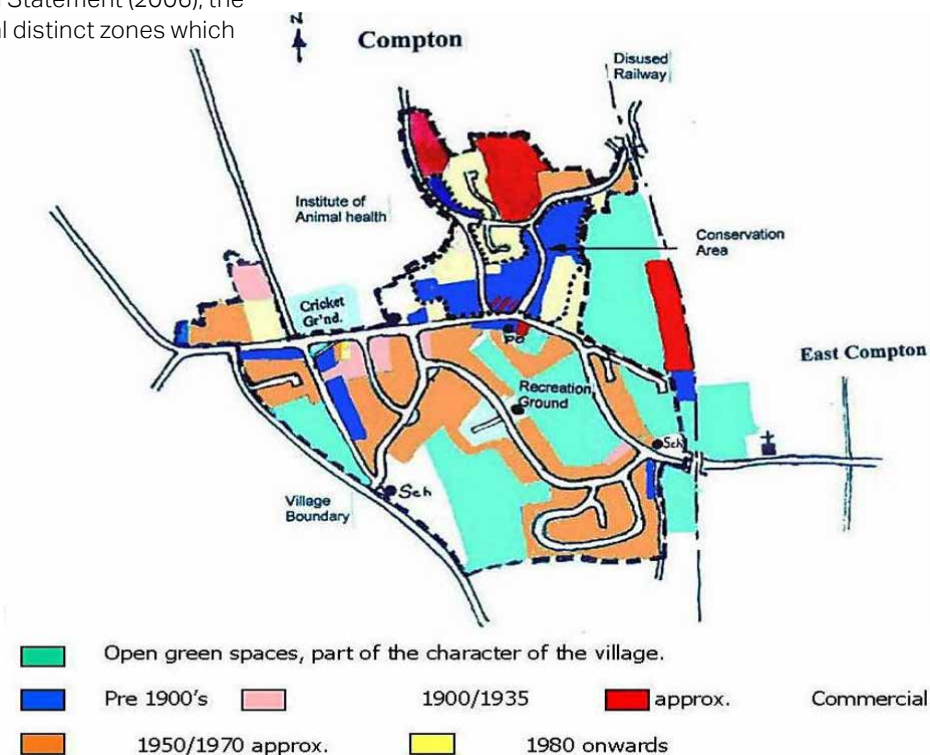 Statement (2006), the
l distinct zones which
N
Compton
Disused
Railway
Institute of
Animal health
Conservation
Area
Cricket
Gr'nd.
PO
East Compton
Recreation
Ground
Sch
Sch
Village
Boundary
Open green spaces, part of the character of the village.
Pre 1900's 1900/1935 approx. Commercial
1950/1970 approx. 1980 onwards